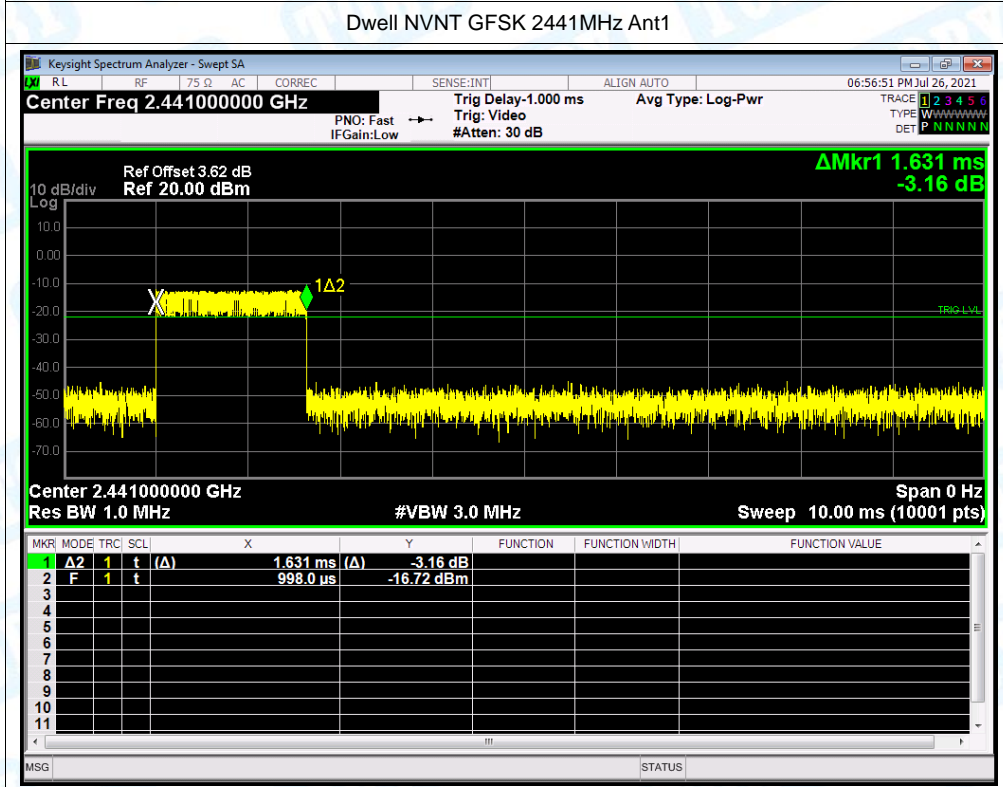 Dwell NVNT GFSK 2441MHz Ant1
Keysight Spectrum Analyzer - Swept SA
LXI RL RF 75 Ω AC CORREC SENSE:INT ALIGN AUTO 06:56:51 PM Jul 26, 2021
Center Freq 2.441000000 GHz Trig Delay-1.000 ms Avg Type: Log-Pwr TRACE 1 2 3 4 5 6
PNO: Fast Trig: Video TYPE WWWWWW
IFGain:Low #Atten: 30 dB DET P N N N N N
ΔMkr1 1.631 ms
-3.16 dB
Ref Offset 3.62 dB
10 dB/div Ref 20.00 dBm
Log
10.0
0.00
-10.0
1Δ2
X
-20.0
TRIG LVL
-30.0
-40.0
-50.0
-60.0
-70.0
Center 2.441000000 GHz Span 0 Hz
Res BW 1.0 MHz #VBW 3.0 MHz Sweep 10.00 ms (10001 pts)
MKR MODE TRC SCL X Y FUNCTION FUNCTION WIDTH FUNCTION VALUE
1 Δ2 1 t (Δ) 1.631 ms (Δ) -3.16 dB
2 F 1 t 998.0 µs -16.72 dBm
3
4
5
6
7
8
9
10
11
MSG STATUS